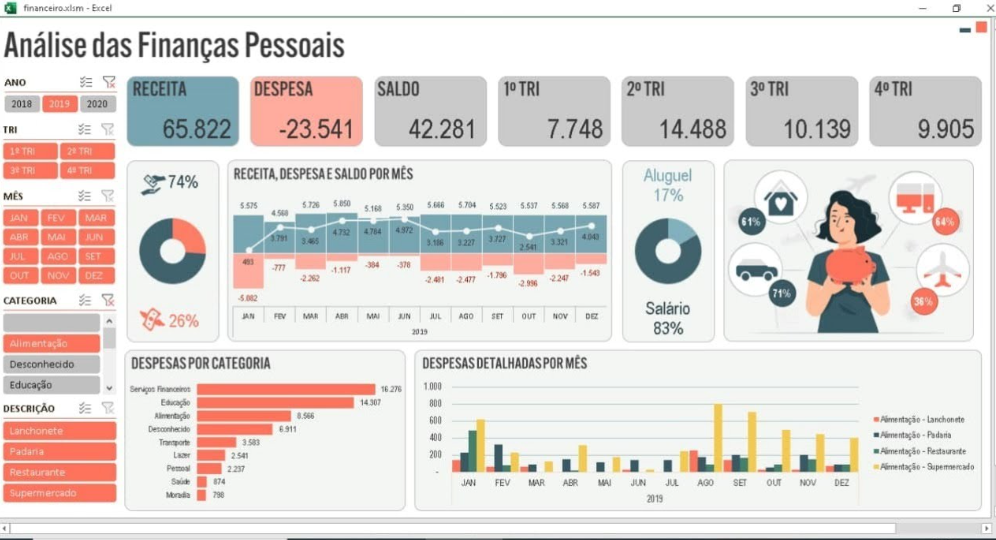 financeiro.xlsm - Excel
Análise das Finanças Pessoais
ANO
2018 2019 2020
TRI
1º TRI 2º TRI
3º TRI 4º TRI
MÊS
JAN FEV MAR
ABR MAI JUN
JUL AGO SET
OUT NOV DEZ
CATEGORIA
Alimentação
Desconhecido
Educação
DESCRIÇÃO
Lanchonete
Padaria
Restaurante
Supermercado
RECEITA
65.822
DESPESA
-23.541
SALDO
42.281
1º TRI
7.748
2º TRI
14.488
3º TRI
10.139
4º TRI
9.905
74%
26%
RECEITA, DESPESA E SALDO POR MÊS
5.575 4.568 5.726 5.850 5.168 5.350 5.666 5.704 5.523 5.537 5.568 5.587
493 3.791 3.465 4.732 4.784 4.972 3.186 3.227 3.727 2.541 3.321 4.043
-5.082 -777 -2.262 -1.117 -384 -378 -2.481 -2.477 -1.796 -2.996 -2.247 -1.543
JAN FEV MAR ABR MAI JUN JUL AGO SET OUT NOV DEZ
2019
Aluguel
17%
Salário
83%
61%
64%
71%
36%
DESPESAS POR CATEGORIA
Serviços Financeiros 16.276
Educação 14.307
Alimentação 8.566
Desconhecido 6.911
Transporte 3.583
Lazer 2.541
Pessoal 2.237
Saúde 874
Moradia 798
DESPESAS DETALHADAS POR MÊS
1.000
800
600
400
200
-
JAN FEV MAR ABR MAI JUN JUL AGO SET OUT NOV DEZ
2019
Alimentação - Lanchonete
Alimentação - Padaria
Alimentação - Restaurante
Alimentação - Supermercado